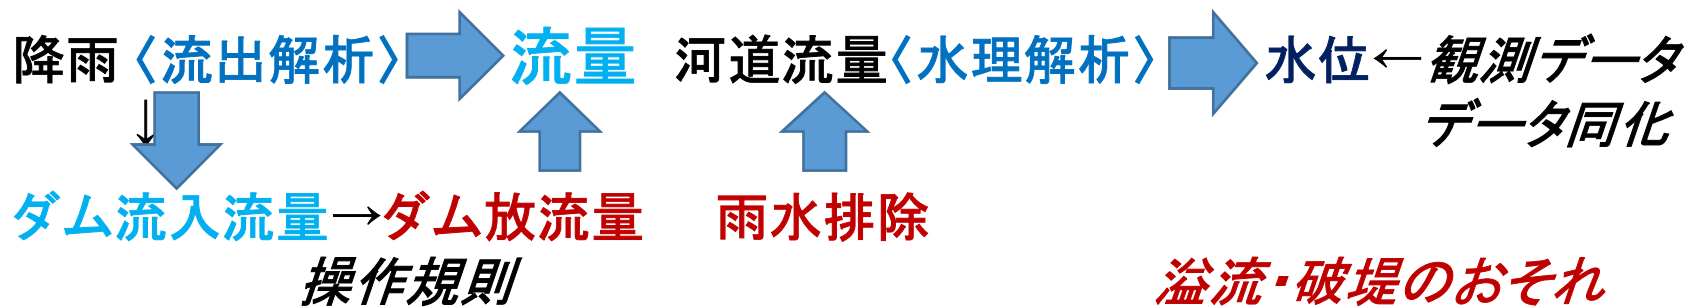 降雨〈流出解析〉 流量 河道流量〈水理解析〉 水位←観測データ
↓ データ同化
ダム流入流量→ダム放流量 雨水排除
操作規則 溢流・破堤のおそれ